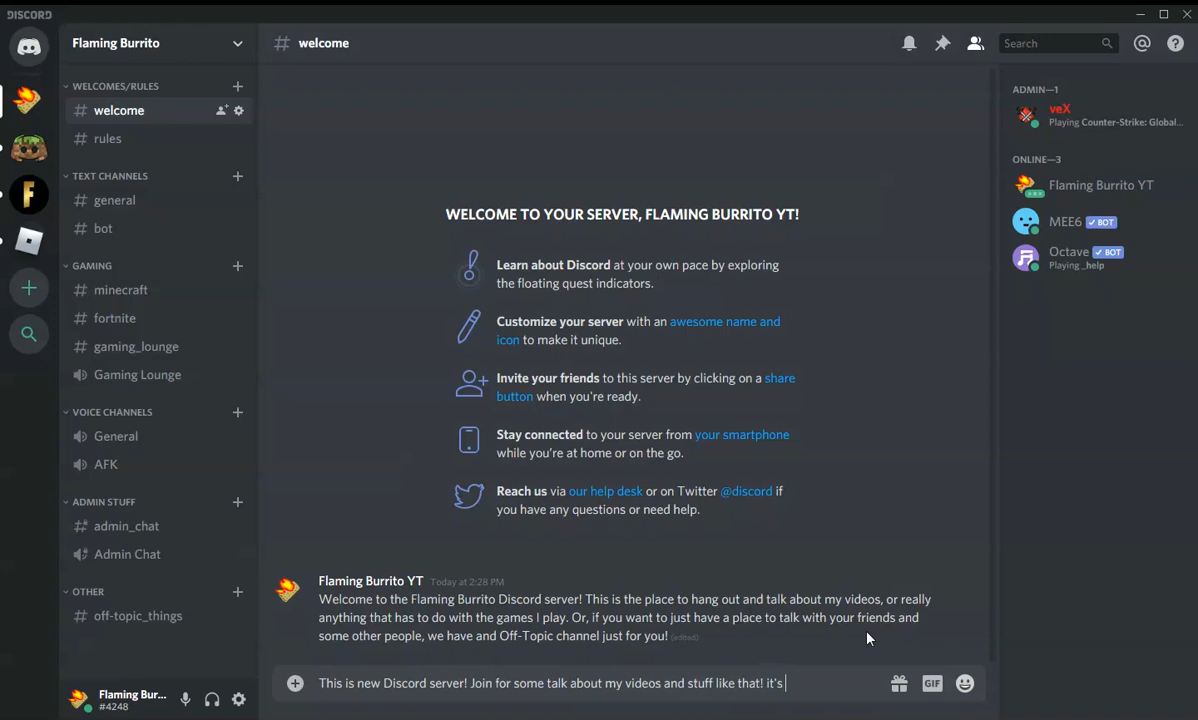 DISCORD
Flaming Burrito
WELCOMES/RULES
# welcome
# rules
TEXT CHANNELS
# general
# bot
GAMING
# minecraft
# fortnite
# gaming_lounge
Gaming Lounge
VOICE CHANNELS
General
AFK
ADMIN STUFF
# admin_chat
Admin Chat
OTHER
# off-topic_things
Flaming Bur...
#4248
# welcome
Search
WELCOME TO YOUR SERVER, FLAMING BURRITO YT!
Learn about Discord at your own pace by exploring
the floating quest indicators.
Customize your server with an awesome name and
icon to make it unique.
Invite your friends to this server by clicking on a share
button when you're ready.
Stay connected to your server from your smartphone
while you're at home or on the go.
Reach us via our help desk or on Twitter @discord if
you have any questions or need help.
Flaming Burrito YT Today at 2:28 PM
Welcome to the Flaming Burrito Discord server! This is the place to hang out and talk about my videos, or really
anything that has to do with the games I play. Or, if you want to just have a place to talk with your friends and
some other people, we have and Off-Topic channel just for you! (edited)
This is new Discord server! Join for some talk about my videos and stuff like that! it's
GIF
ADMIN—1
veX
Playing Counter-Strike: Global...
ONLINE—3
Flaming Burrito YT
MEE6 ✓ BOT
Octave ✓ BOT
Playing _help